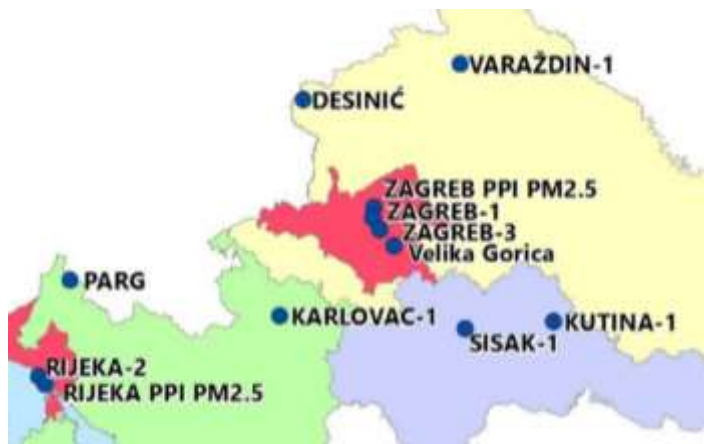 VARAŽDIN-1
DESINIĆ
ZAGREB PPI PM2.5
ZAGREB-1
ZAGREB-3
Velika Gorica
PARG
KARLOVAC-1
KUTINA-1
SISAK-1
RIJEKA-2
RIJEKA PPI PM2.5